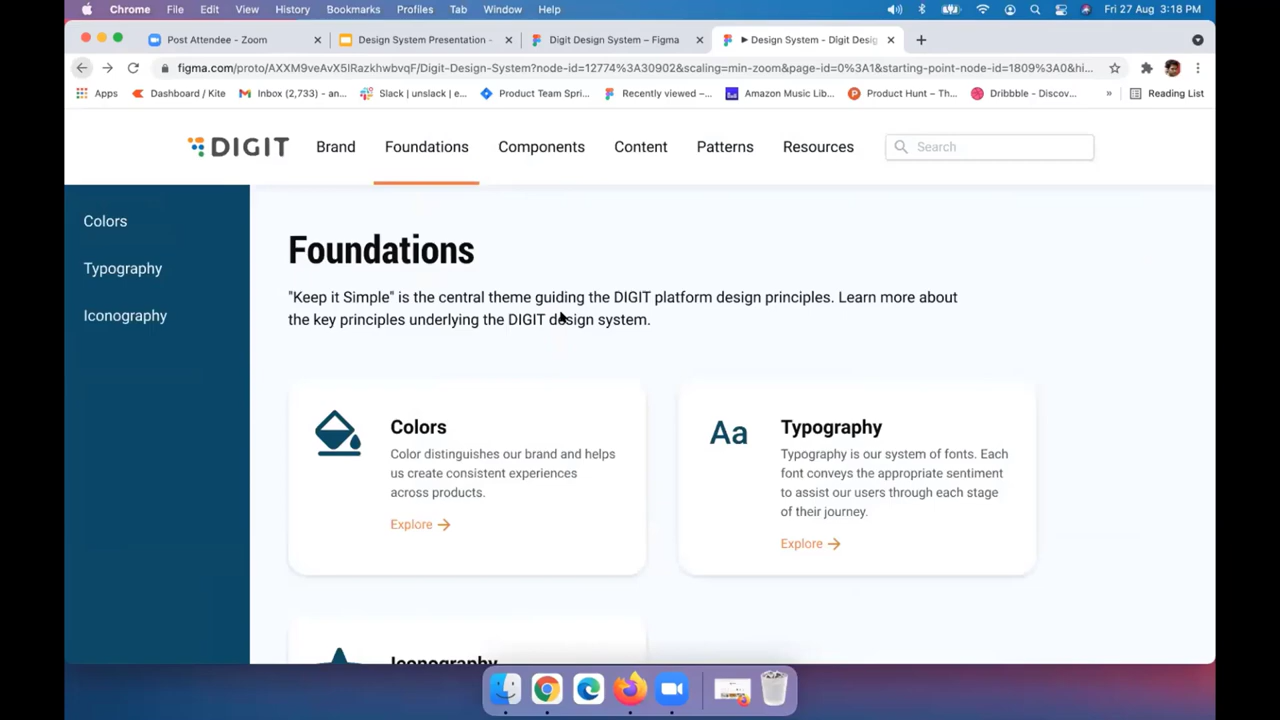 Chrome File Edit View History Bookmarks Profiles Tab Window Help Fri 27 Aug 3:18 PM
Post Attendee - Zoom Design System Presentation - Digit Design System – Figma Design System - Digit Desig
figma.com/proto/AXXM9veAvX5IRazkhwbvqF/Digit-Design-System?node-id=12774%3A30902&scaling=min-zoom&page-id=0%3A1&starting-point-node-id=1809%3A0&hi...
Apps Dashboard / Kite Inbox (2,733) – an... Slack | unslack | e... Product Team Spri... Recently viewed –... Amazon Music Lib... Product Hunt – Th... Dribbble - Discov... » Reading List
DIGIT Brand Foundations Components Content Patterns Resources Search
Colors
Typography
Iconography
Foundations
"Keep it Simple" is the central theme guiding the DIGIT platform design principles. Learn more about
the key principles underlying the DIGIT design system.
Colors
Color distinguishes our brand and helps
us create consistent experiences
across products.
Explore
Aa
Typography
Typography is our system of fonts. Each
font conveys the appropriate sentiment
to assist our users through each stage
of their journey.
Explore
Iconography